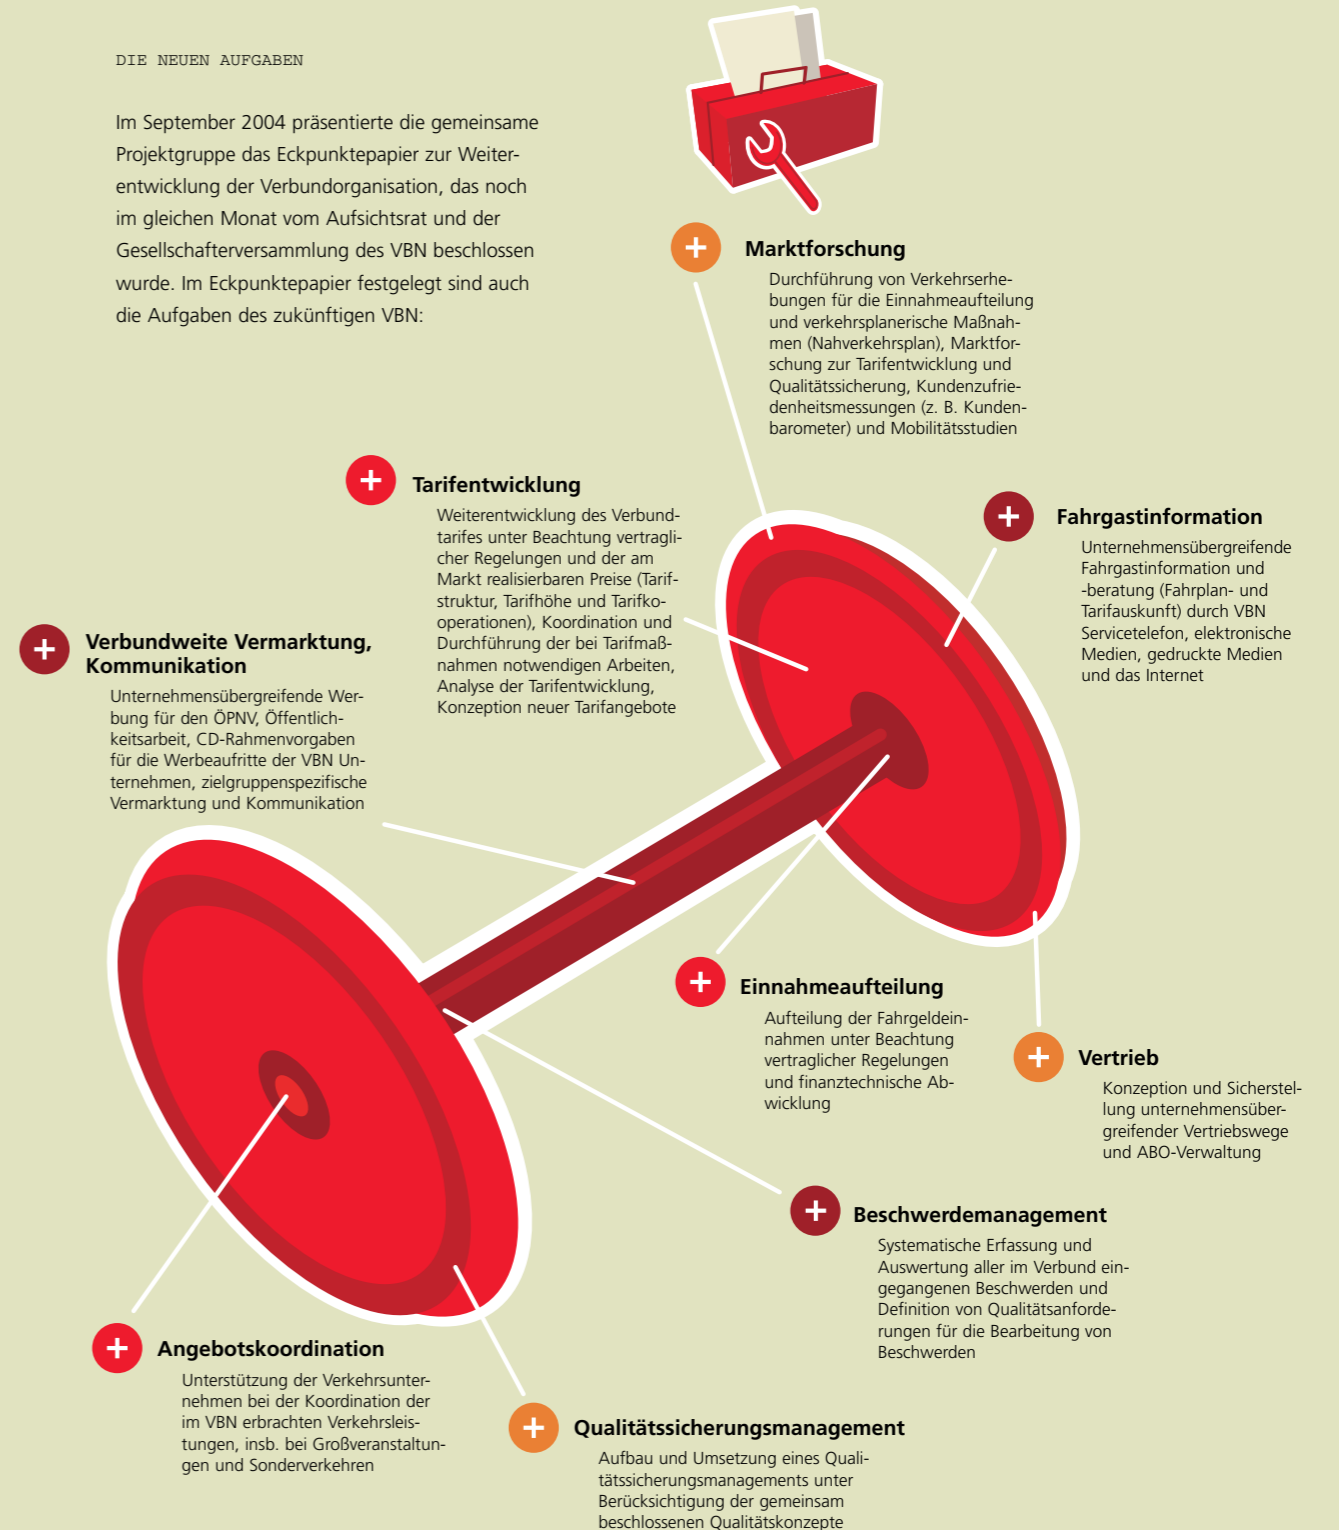 DIE NEUEN AUFGABEN
Im September 2004 präsentierte die gemeinsame
Projektgruppe das Eckpunktepapier zur Weiter-
entwicklung der Verbundorganisation, das noch
im gleichen Monat vom Aufsichtsrat und der
Gesellschafterversammlung des VBN beschlossen
wurde. Im Eckpunktepapier festgelegt sind auch
die Aufgaben des zukünftigen VBN:
+ Marktforschung
Durchführung von Verkehrserhe-
bungen für die Einnahmeaufteilung
und verkehrsplanerische Maßnah-
men (Nahverkehrsplan), Marktfor-
schung zur Tarifentwicklung und
Qualitätssicherung, Kundenzufrie-
denheitsmessungen (z. B. Kunden-
barometer) und Mobilitätsstudien
+ Tarifentwicklung
Weiterentwicklung des Verbund-
tarifes unter Beachtung vertragli-
cher Regelungen und der am
Markt realisierbaren Preise (Tarif-
struktur, Tarifhöhe und Tarifko-
operationen), Koordination und
Durchführung der bei Tarifmaß-
nahmen notwendigen Arbeiten,
Analyse der Tarifentwicklung,
Konzeption neuer Tarifangebote
+ Fahrgastinformation
Unternehmensübergreifende
Fahrgastinformation und
-beratung (Fahrplan- und
Tarifauskunft) durch VBN
Servicetelefon, elektronische
Medien, gedruckte Medien
und das Internet
+ Verbundweite Vermarktung,
Kommunikation
Unternehmensübergreifende Wer-
bung für den ÖPNV, Öffentlich-
keitsarbeit, CD-Rahmenvorgaben
für die Werbeaufritte der VBN Un-
ternehmen, zielgruppenspezifische
Vermarktung und Kommunikation
+ Einnahmeaufteilung
Aufteilung der Fahrgeldein-
nahmen unter Beachtung
vertraglicher Regelungen
und finanztechnische Ab-
wicklung
+ Vertrieb
Konzeption und Sicherstel-
lung unternehmensüber-
greifender Vertriebswege
und ABO-Verwaltung
+ Beschwerdemanagement
Systematische Erfassung und
Auswertung aller im Verbund ein-
gegangenen Beschwerden und
Definition von Qualitätsanforde-
rungen für die Bearbeitung von
Beschwerden
+ Angebotskoordination
Unterstützung der Verkehrsunter-
nehmen bei der Koordination der
im VBN erbrachten Verkehrsleis-
tungen, insb. bei Großveranstaltun-
gen und Sonderverkehren
+ Qualitätssicherungsmanagement
Aufbau und Umsetzung eines Quali-
tätssicherungsmanagements unter
Berücksichtigung der gemeinsam
beschlossenen Qualitätskonzepte